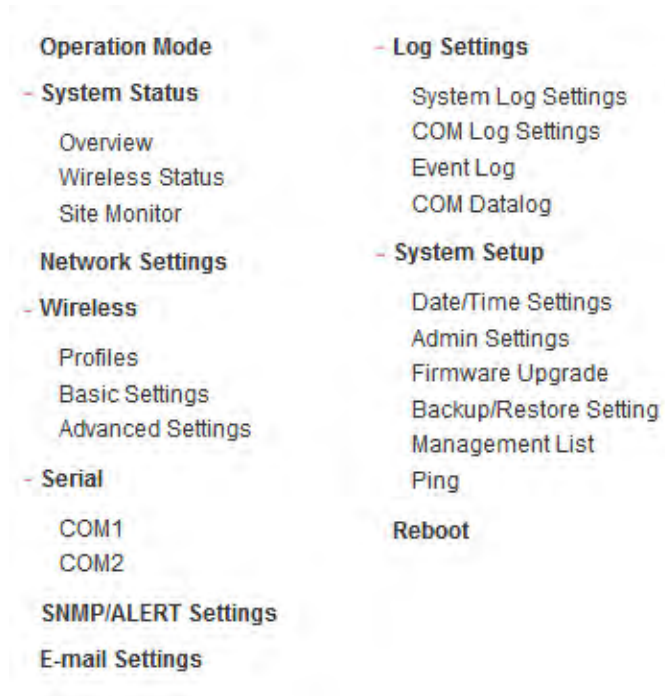 Operation Mode
- System Status
Overview
Wireless Status
Site Monitor
Network Settings
- Wireless
Profiles
Basic Settings
Advanced Settings
- Serial
COM1
COM2
SNMP/ALERT Settings
E-mail Settings
- Log Settings
System Log Settings
COM Log Settings
Event Log
COM Datalog
- System Setup
Date/Time Settings
Admin Settings
Firmware Upgrade
Backup/Restore Setting
Management List
Ping
Reboot